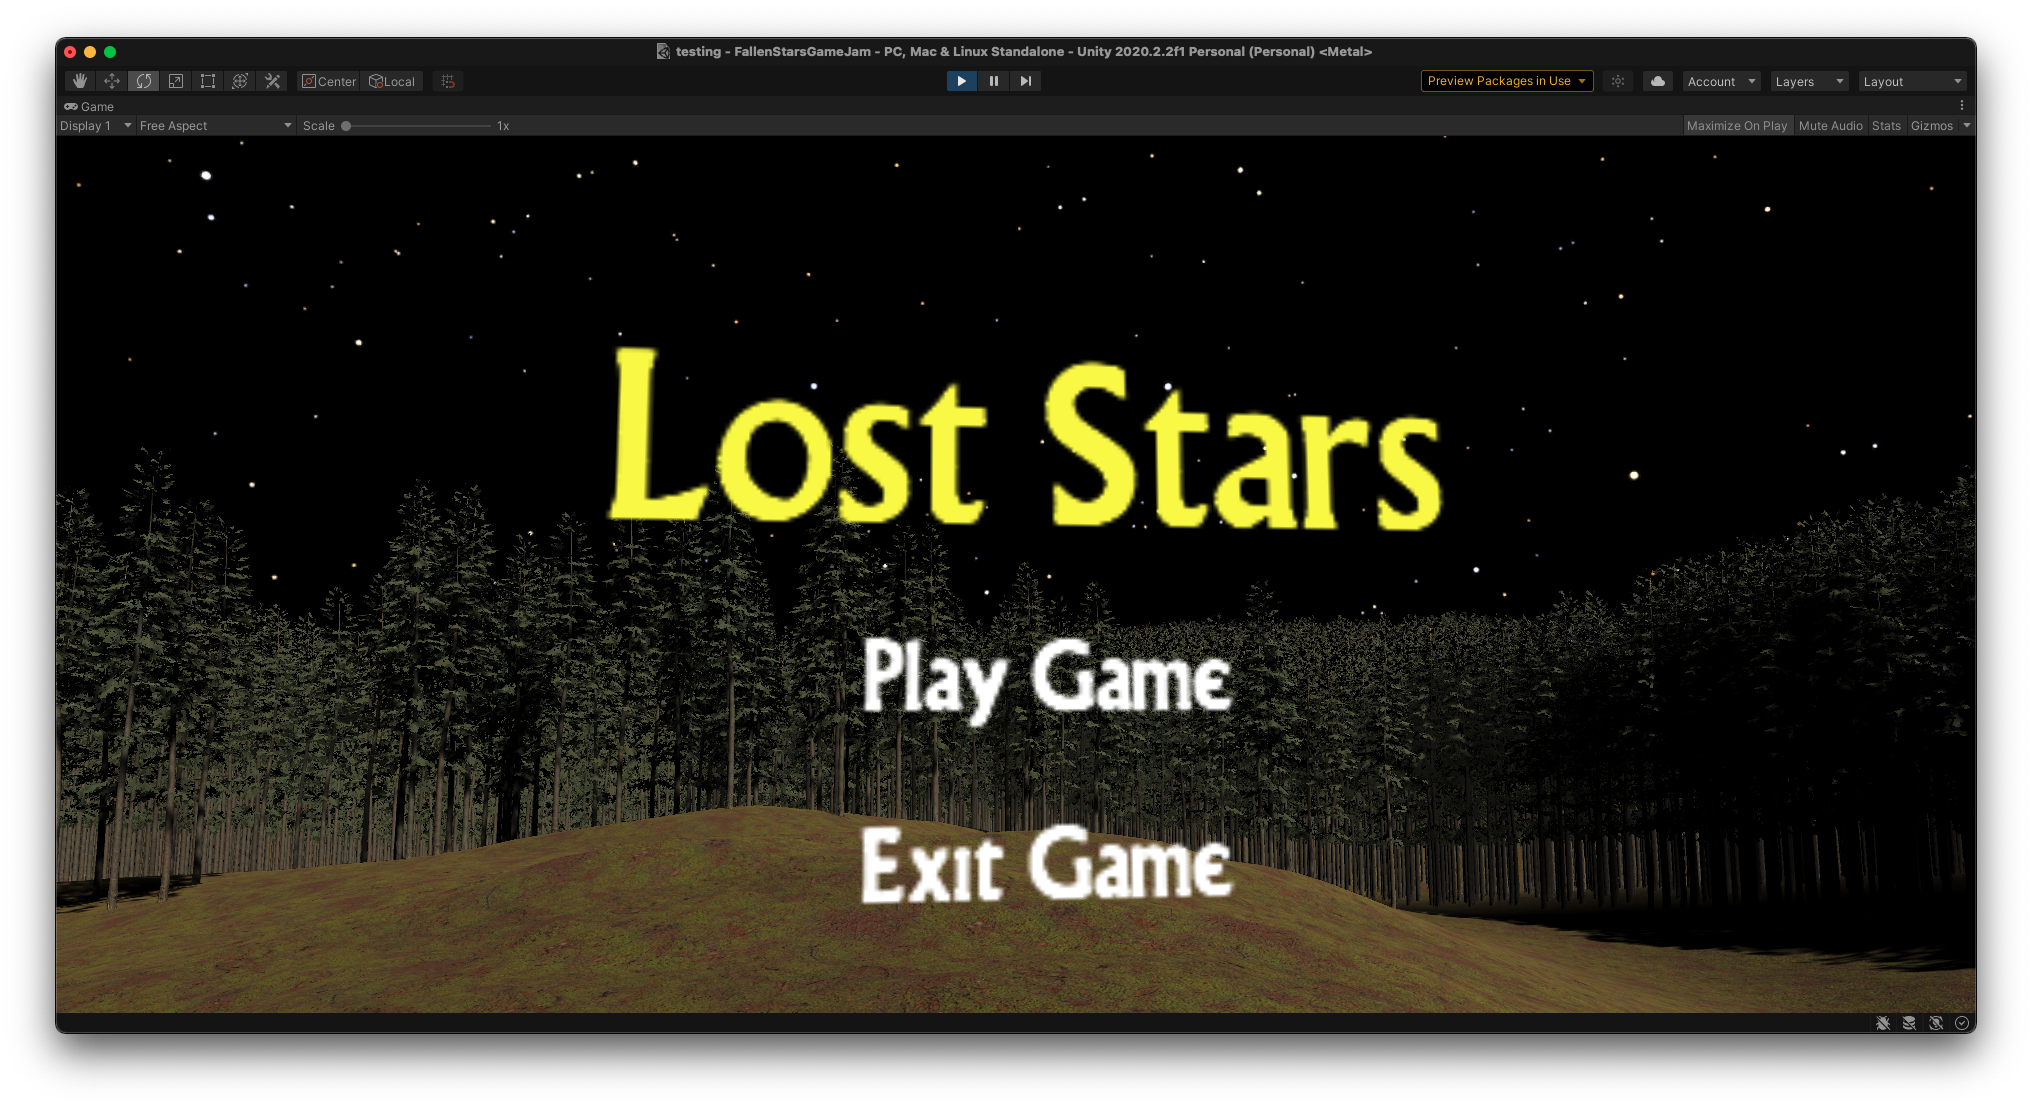 testing - FallenStarsGameJam - PC, Mac & Linux Standalone - Unity 2020.2.2f1 Personal (Personal) <Metal>
Center Local Preview Packages in Use Account Layers Layout
Game
Display 1 Free Aspect Scale 1x Maximize On Play Mute Audio Stats Gizmos
Lost Stars
Play Game
Exit Game